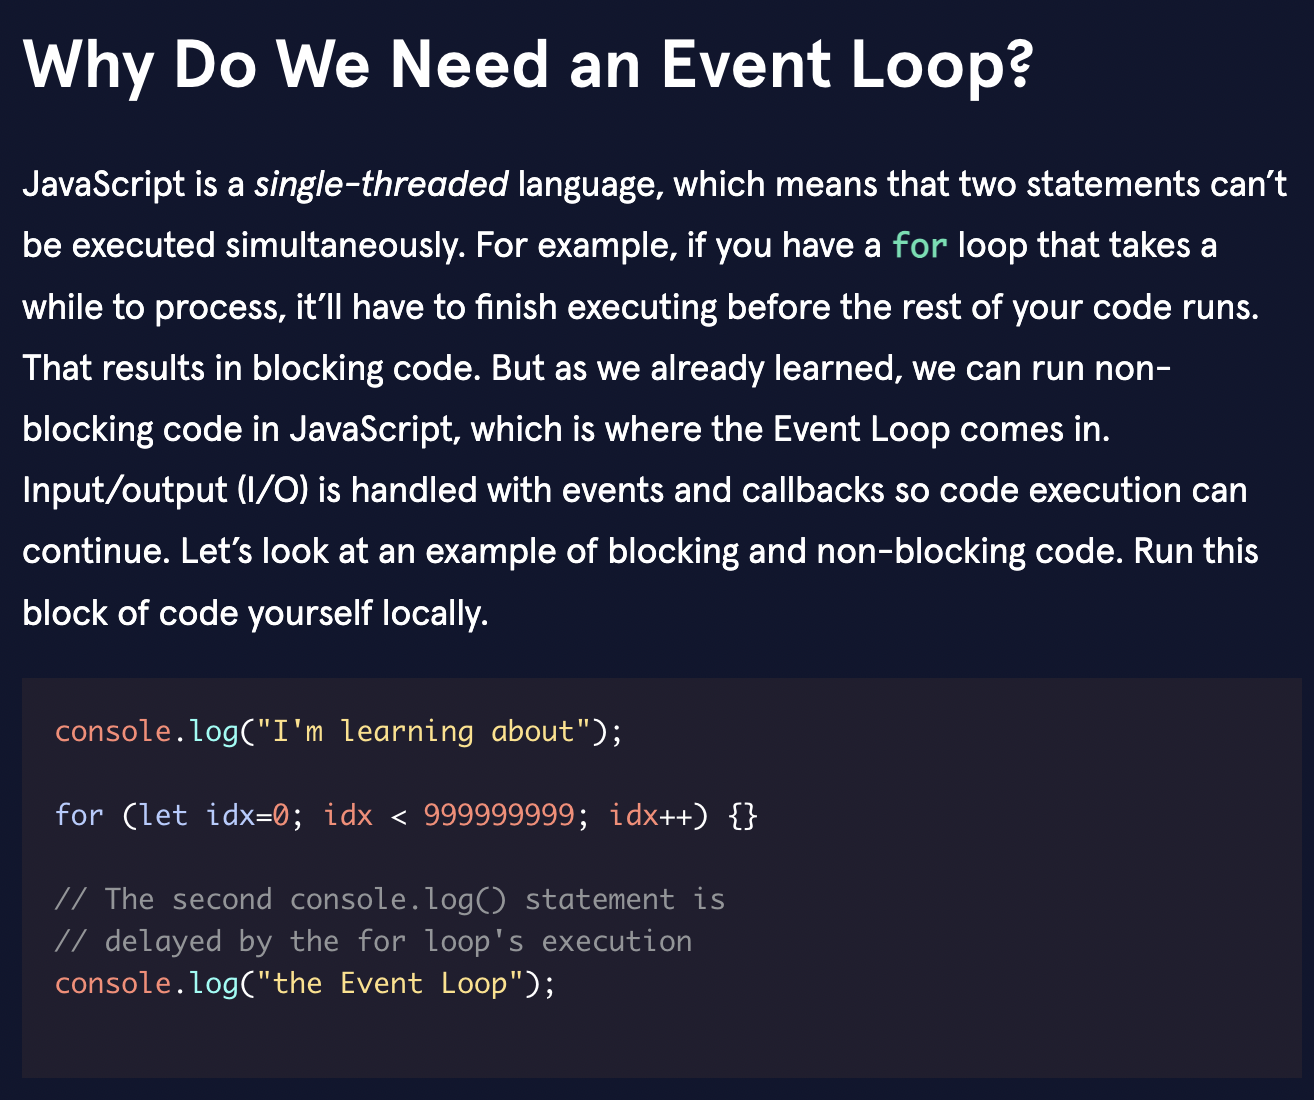 Why Do We Need an Event Loop?
JavaScript is a single-threaded language, which means that two statements can’t
be executed simultaneously. For example, if you have a for loop that takes a
while to process, it’ll have to finish executing before the rest of your code runs.
That results in blocking code. But as we already learned, we can run non-
blocking code in JavaScript, which is where the Event Loop comes in.
Input/output (I/O) is handled with events and callbacks so code execution can
continue. Let’s look at an example of blocking and non-blocking code. Run this
block of code yourself locally.
console.log("I'm learning about");
for (let idx=0; idx < 999999999; idx++) {}
// The second console.log() statement is
// delayed by the for loop's execution
console.log("the Event Loop");